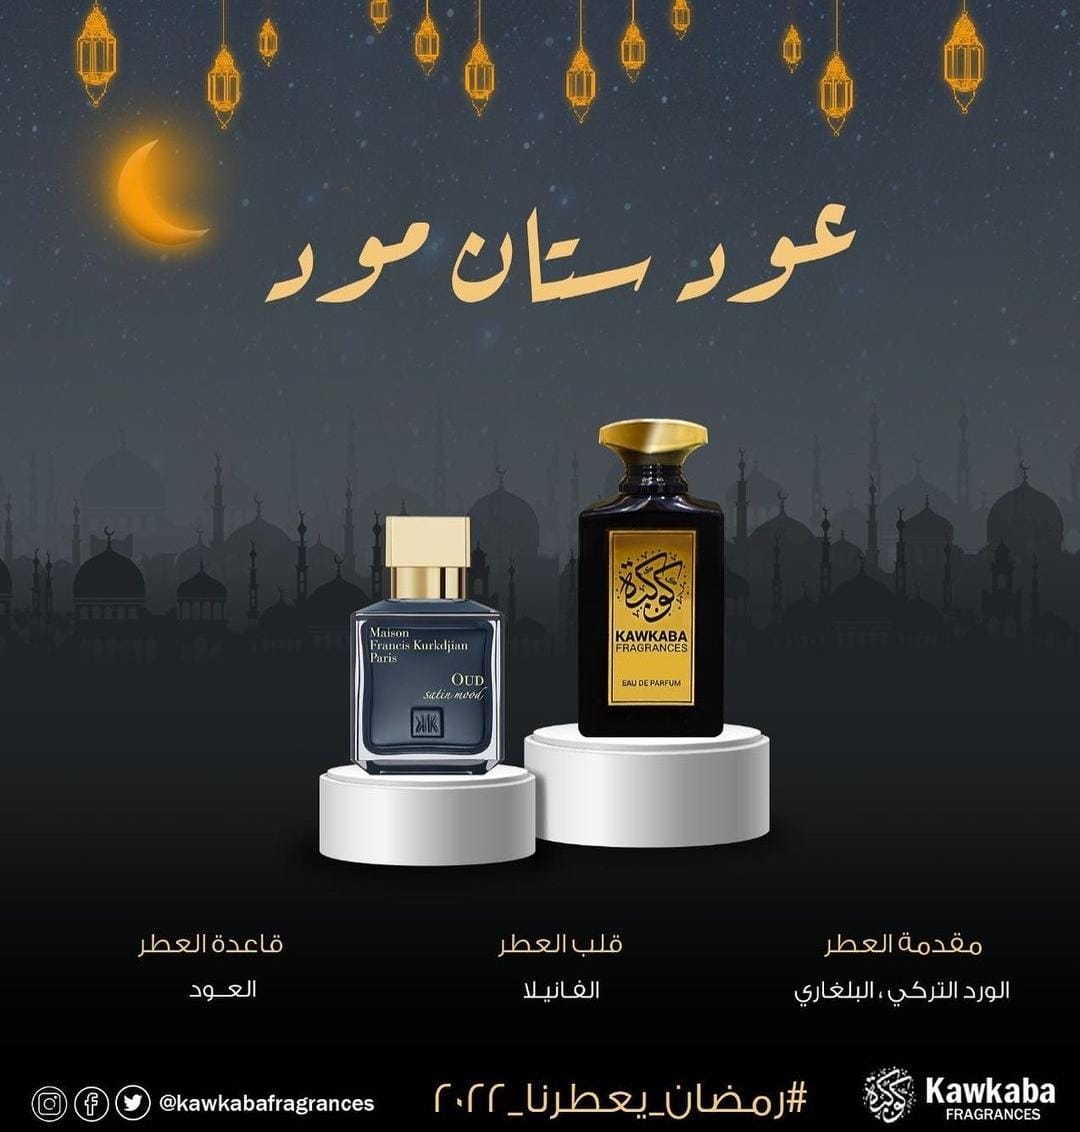 عود ستان مود
Maison
Francis Kurkdjian
Paris
OUD
satin mood
كوكبة
KAWKABA
FRAGRANCES
EAU DE PARFUM
مقدمة العطر
الورد التركي، البلغاري
قلب العطر
الفانيلا
قاعدة العطر
العود
@kawkabafragrances
#رمضان_يعطرنا_٢٠٢٢
Kawkaba
FRAGRANCES